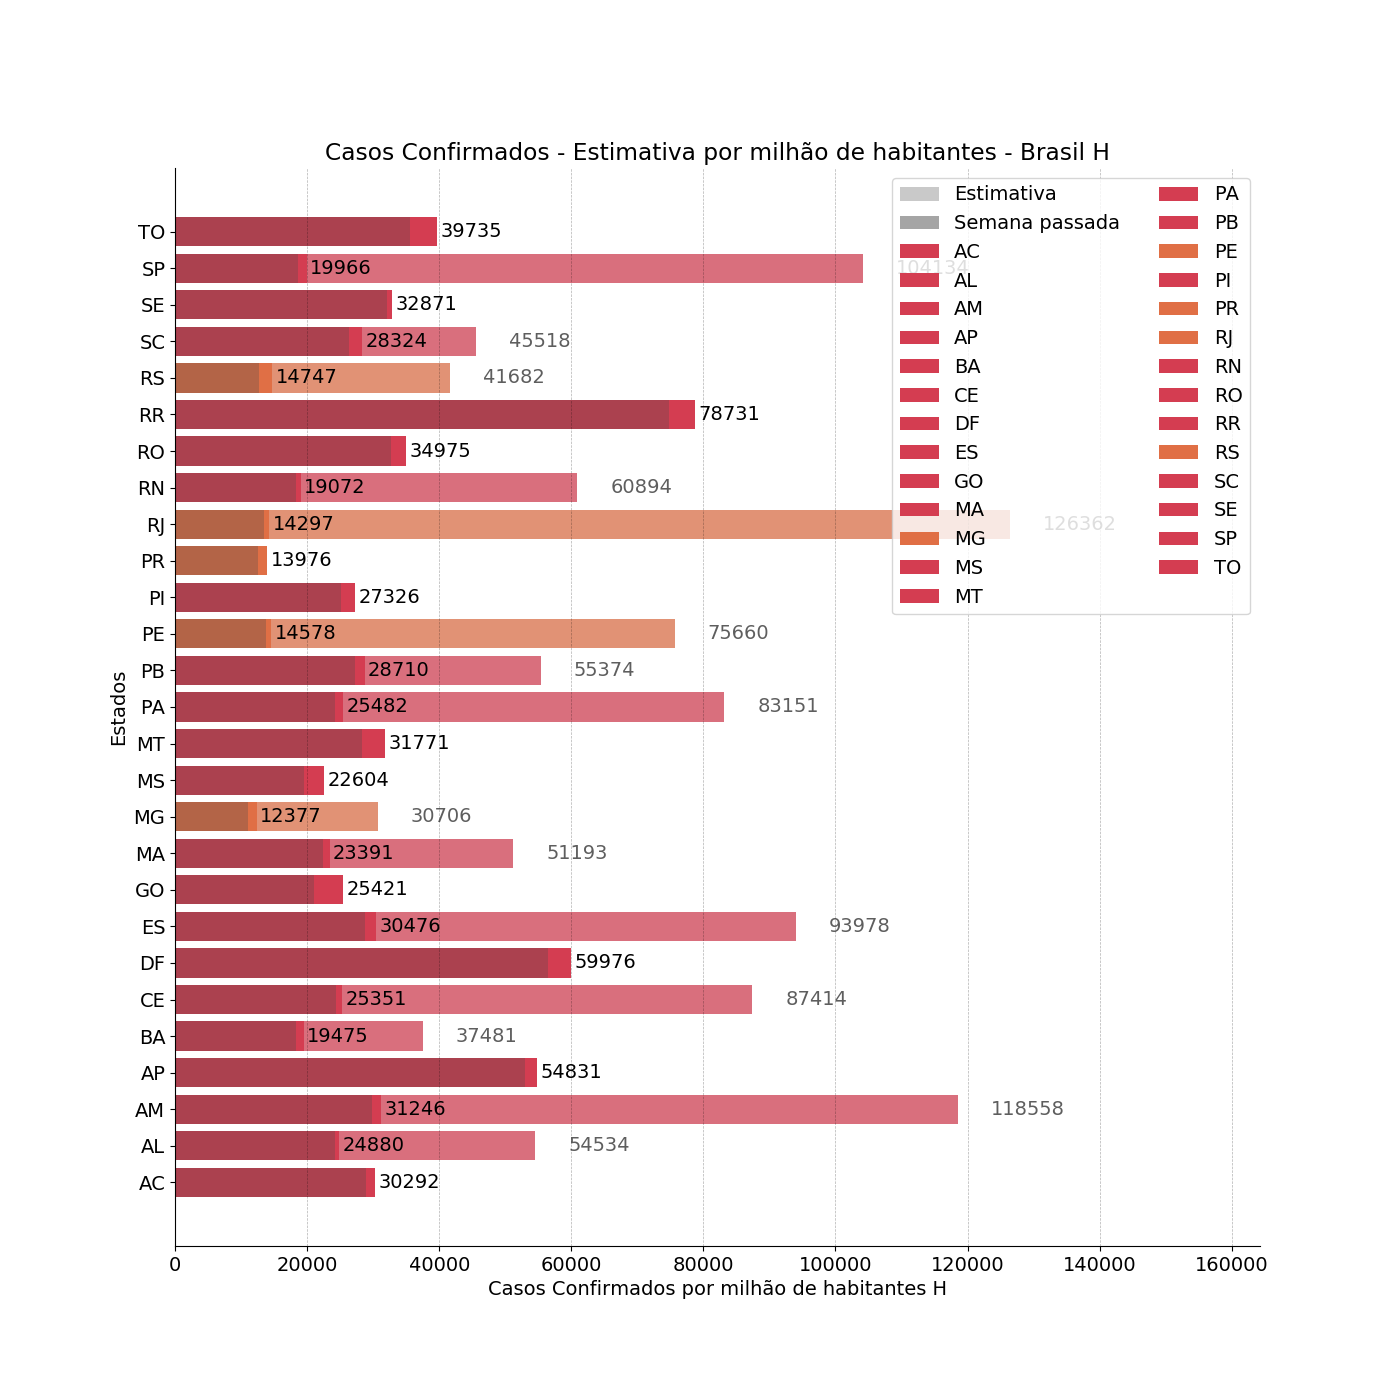 Casos Confirmados - Estimativa por milhão de habitantes - Brasil H
Estimativa
Semana passada
AC
AL
AM
AP
BA
CE
DF
ES
GO
MA
MG
MS
MT
PA
PB
PE
PI
PR
RJ
RN
RO
RR
RS
SC
SE
SP
TO
Estados
TO 39735
SP 19966 104134
SE 32871
SC 28324 45518
RS 14747 41682
RR 78731
RO 34975
RN 19072 60894
RJ 14297 126362
PR 13976
PI 27326
PE 14578 75660
PB 28710 55374
PA 25482 83151
MT 31771
MS 22604
MG 12377 30706
MA 23391 51193
GO 25421
ES 30476 93978
DF 59976
CE 25351 87414
BA 19475 37481
AP 54831
AM 31246 118558
AL 24880 54534
AC 30292
0 20000 40000 60000 80000 100000 120000 140000 160000
Casos Confirmados por milhão de habitantes H